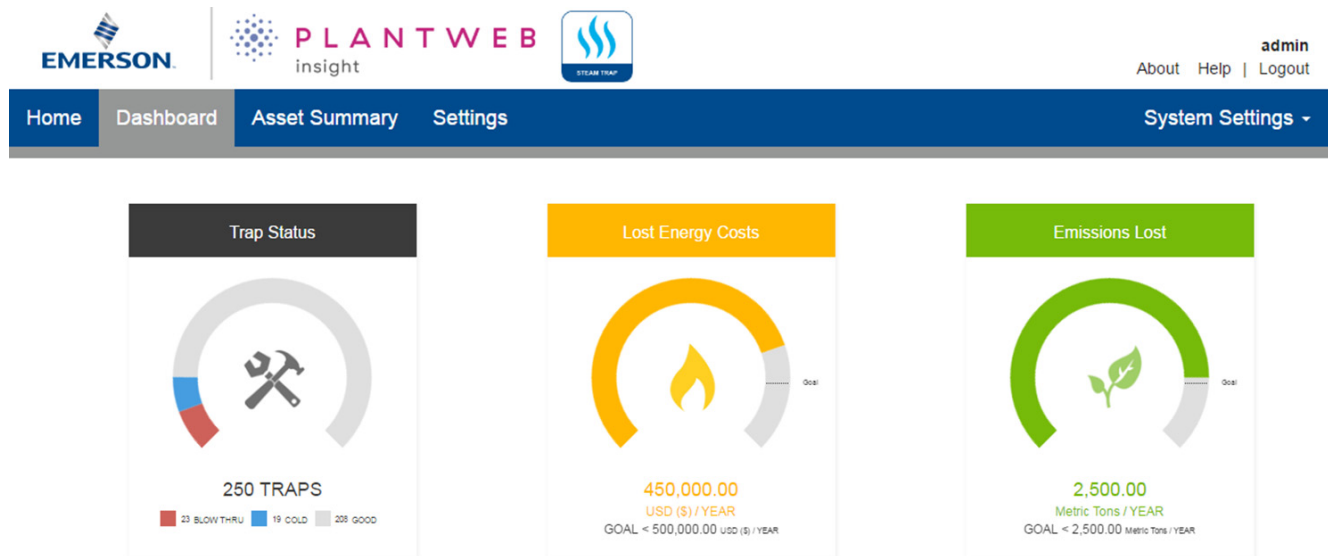 EMERSON.
PLANTWEB
insight
STEAM TRAP
admin
About Help | Logout
Home Dashboard Asset Summary Settings System Settings
Trap Status
250 TRAPS
23 BLOW THRU 19 COLD 208 GOOD
Lost Energy Costs
Goal
450,000.00
USD ($) / YEAR
GOAL < 500,000.00 USD ($) / YEAR
Emissions Lost
Goal
2,500.00
Metric Tons / YEAR
GOAL < 2,500.00 Metric Tons / YEAR